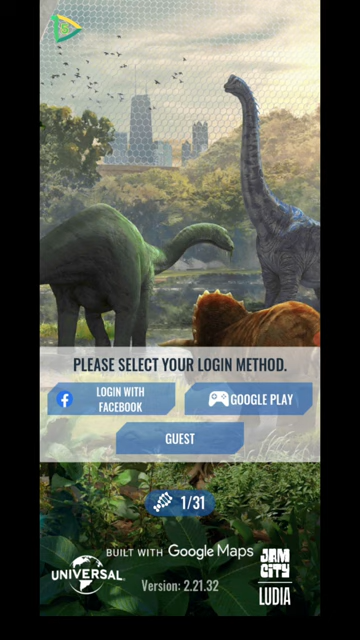 PLEASE SELECT YOUR LOGIN METHOD.
LOGIN WITH
FACEBOOK
GOOGLE PLAY
GUEST
1/31
BUILT WITH Google Maps
UNIVERSAL
JAM
CITY
Version: 2.21.32
LUDIA